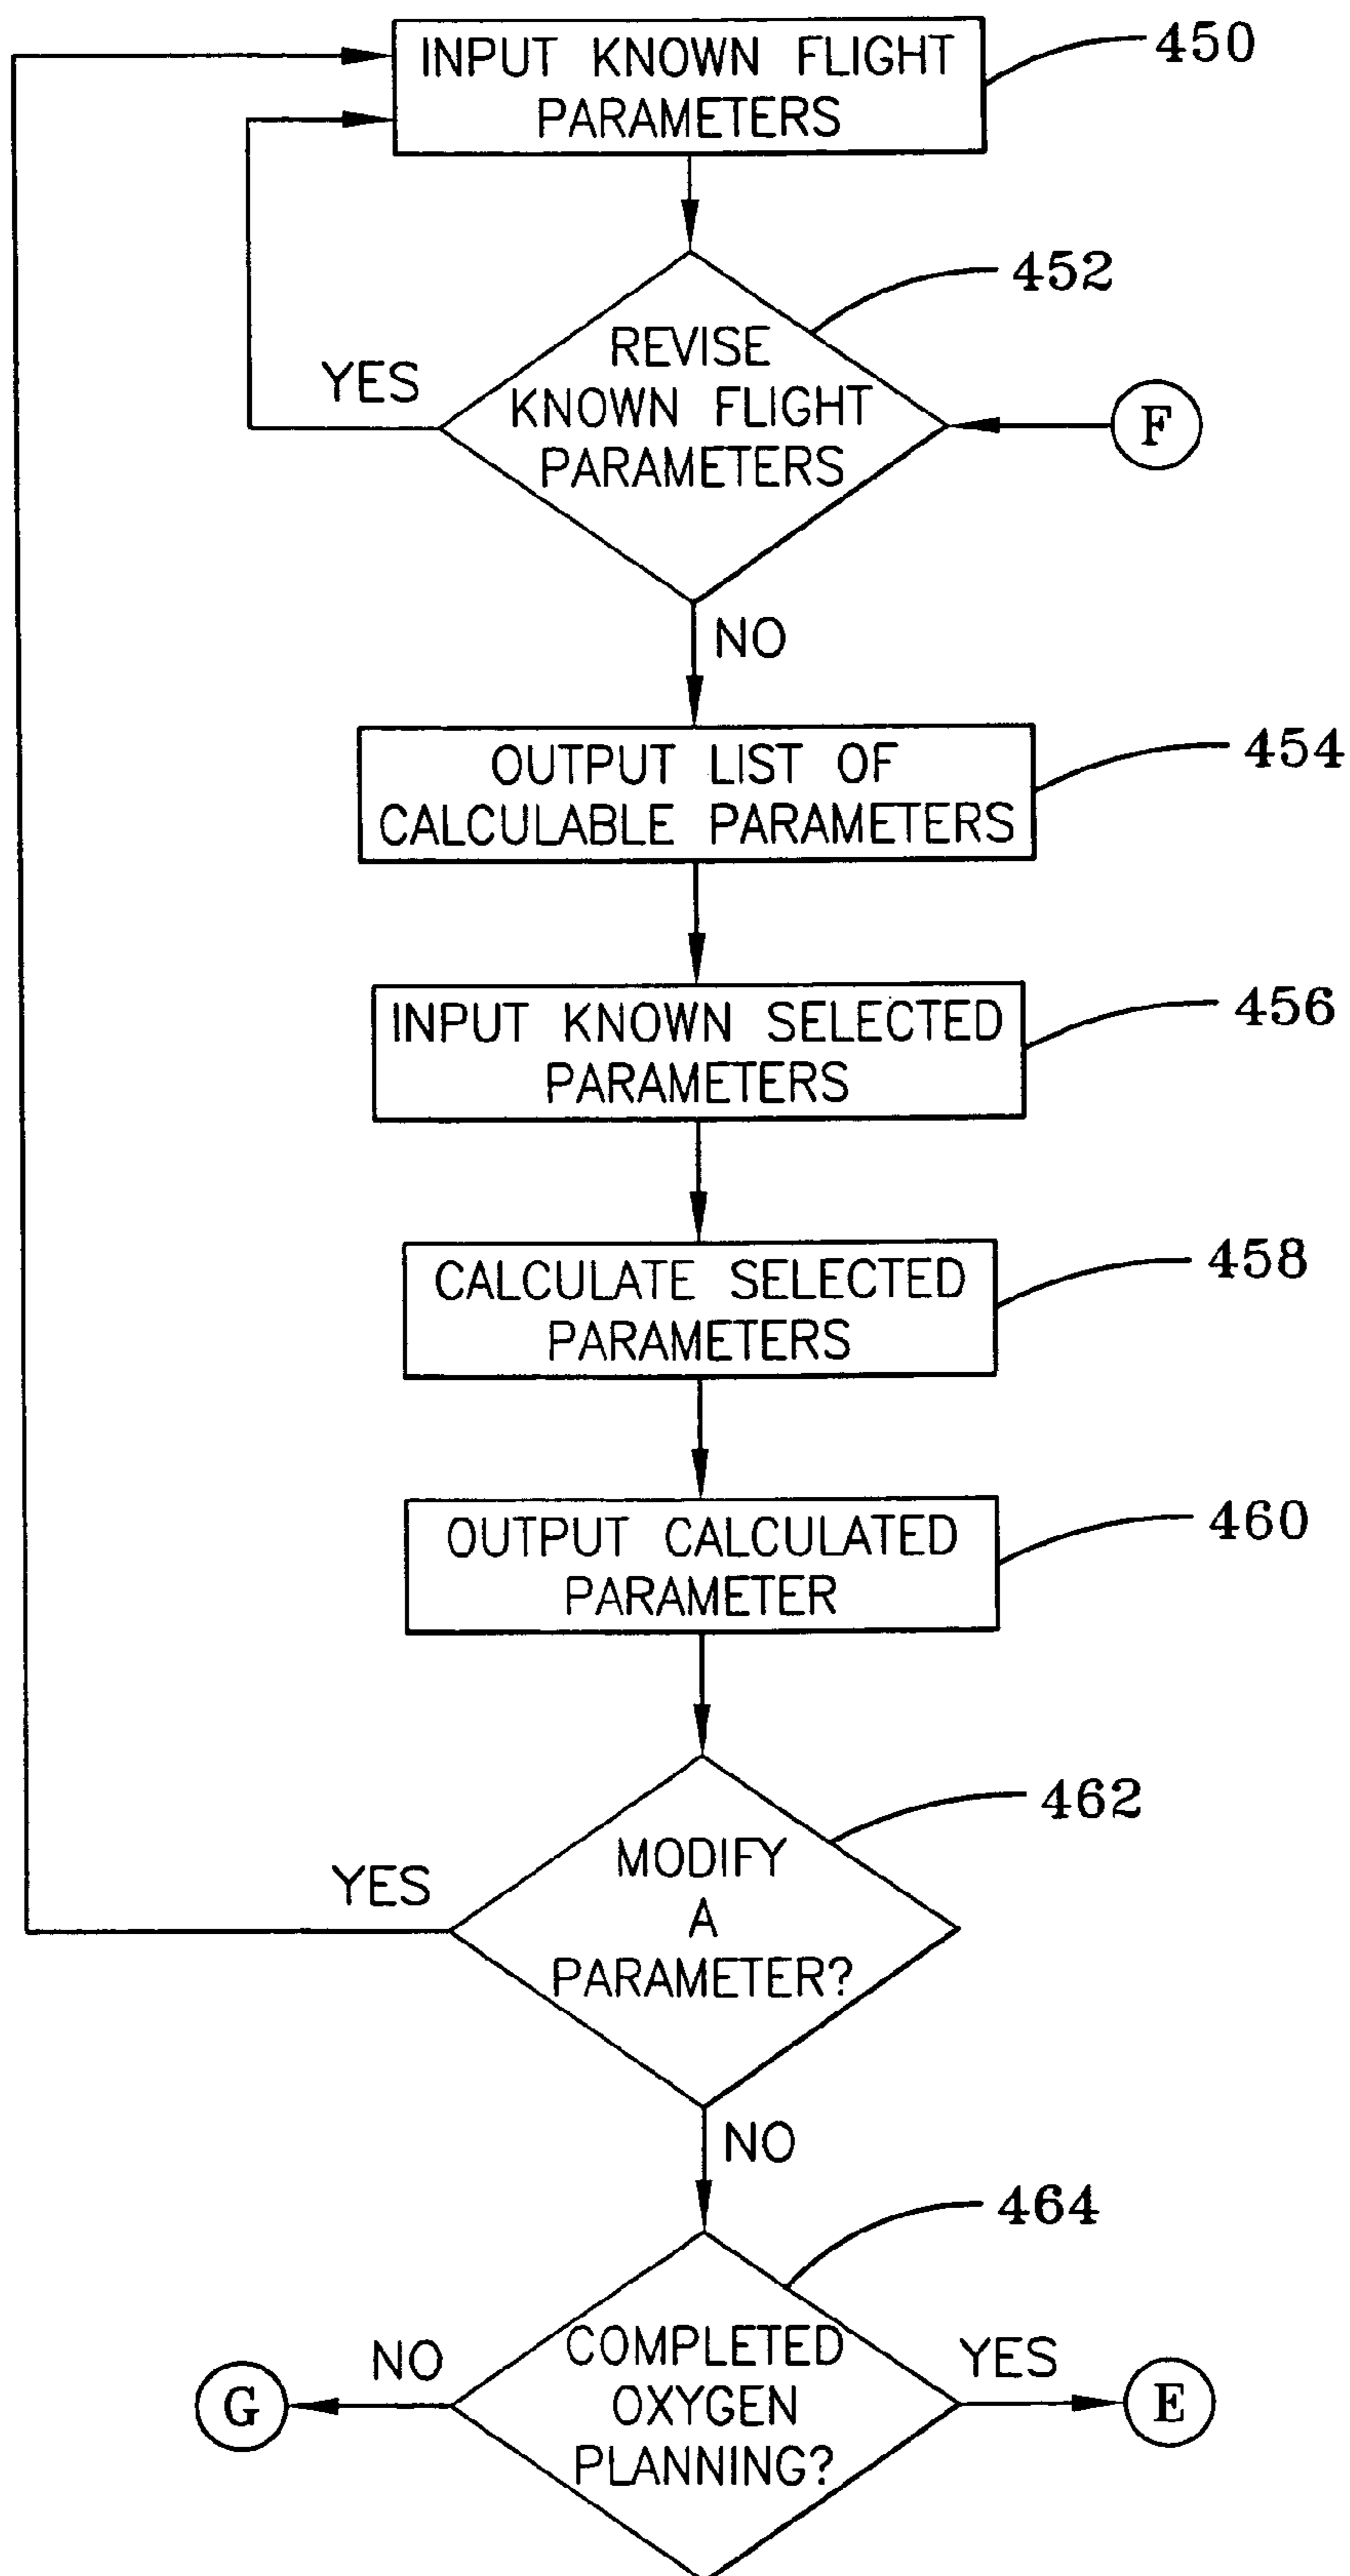 INPUT KNOWN FLIGHT
PARAMETERS
450
452
REVISE
KNOWN FLIGHT
PARAMETERS
YES
F
NO
OUTPUT LIST OF
CALCULABLE PARAMETERS
454
INPUT KNOWN SELECTED
PARAMETERS
456
CALCULATE SELECTED
PARAMETERS
458
OUTPUT CALCULATED
PARAMETER
460
462
MODIFY
A
PARAMETER?
YES
NO
464
COMPLETED
OXYGEN
PLANNING?
NO
G
YES
E